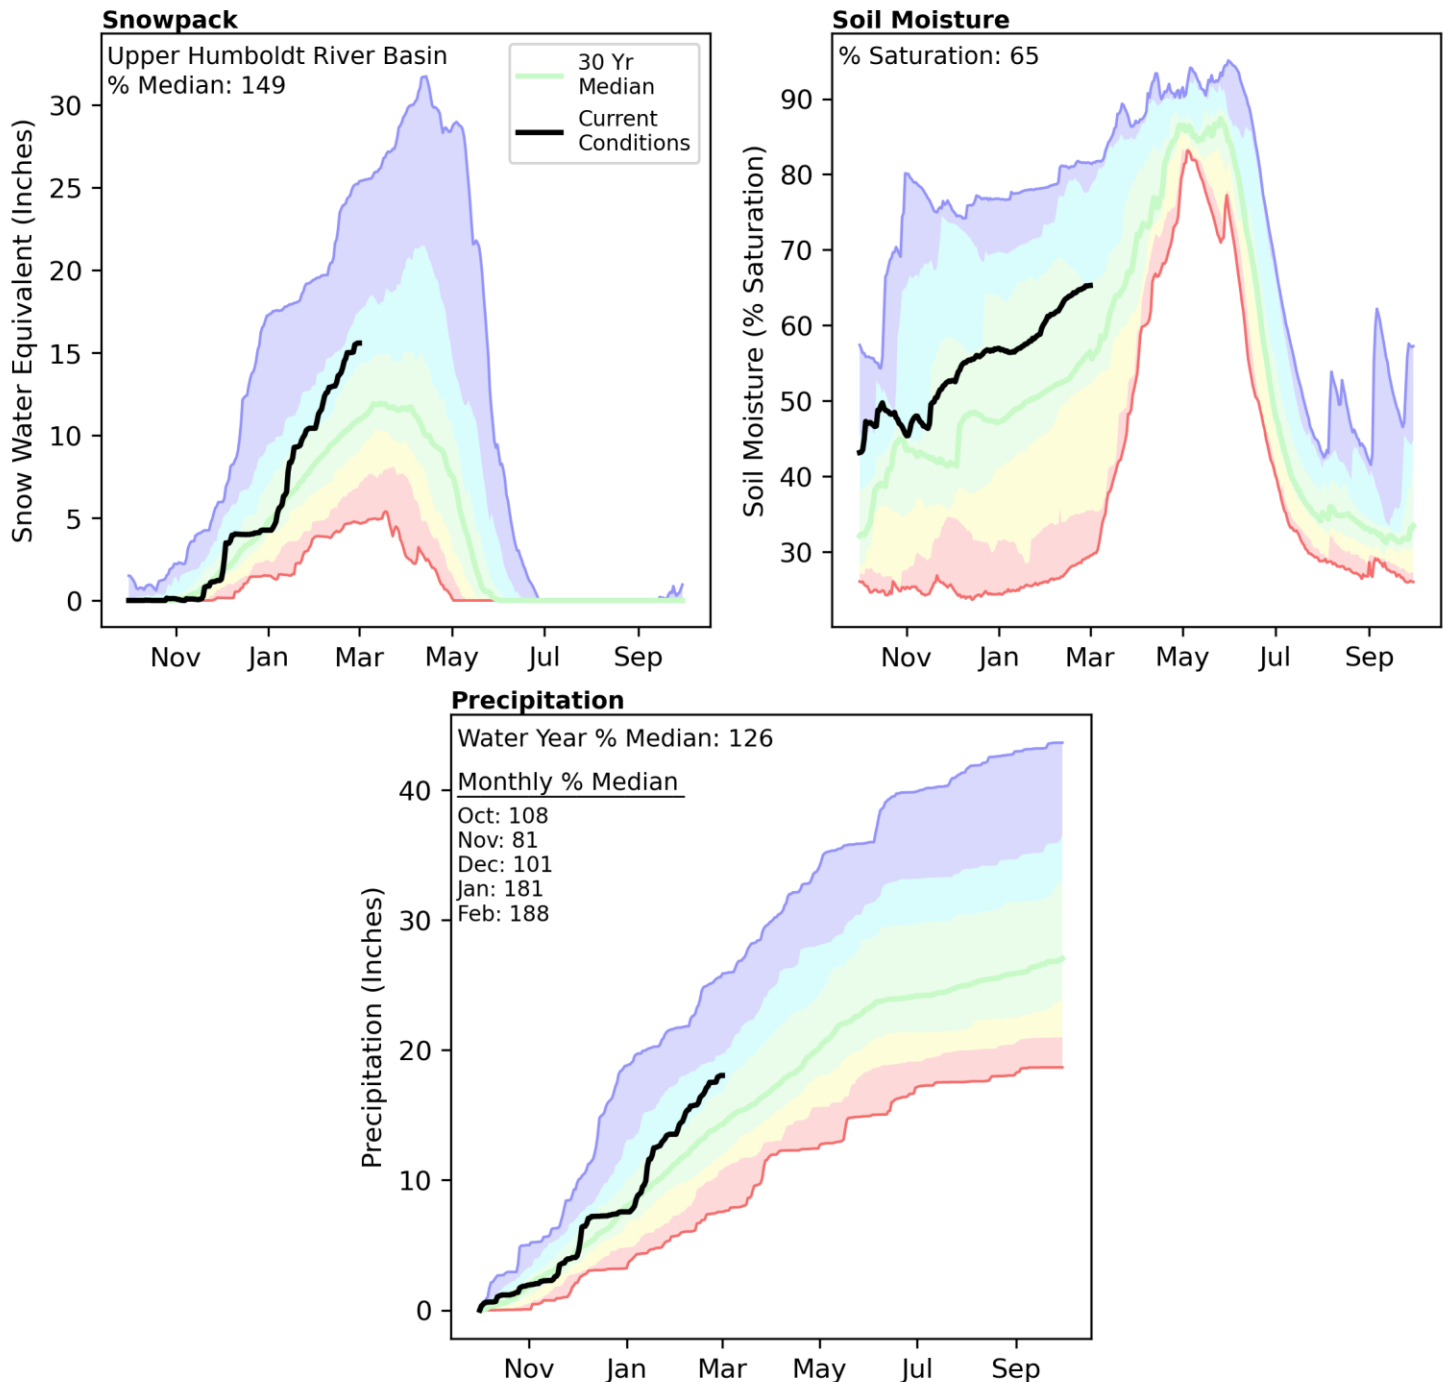 Snowpack
Upper Humboldt River Basin
% Median: 149
30 Yr
Median
Current
Conditions
Snow Water Equivalent (Inches)
30
25
20
15
10
5
0
Nov Jan Mar May Jul Sep
Soil Moisture
% Saturation: 65
Soil Moisture (% Saturation)
90
80
70
60
50
40
30
Nov Jan Mar May Jul Sep
Precipitation
Water Year % Median: 126
Monthly % Median
Oct: 108
Nov: 81
Dec: 101
Jan: 181
Feb: 188
Precipitation (Inches)
40
30
20
10
0
Nov Jan Mar May Jul Sep